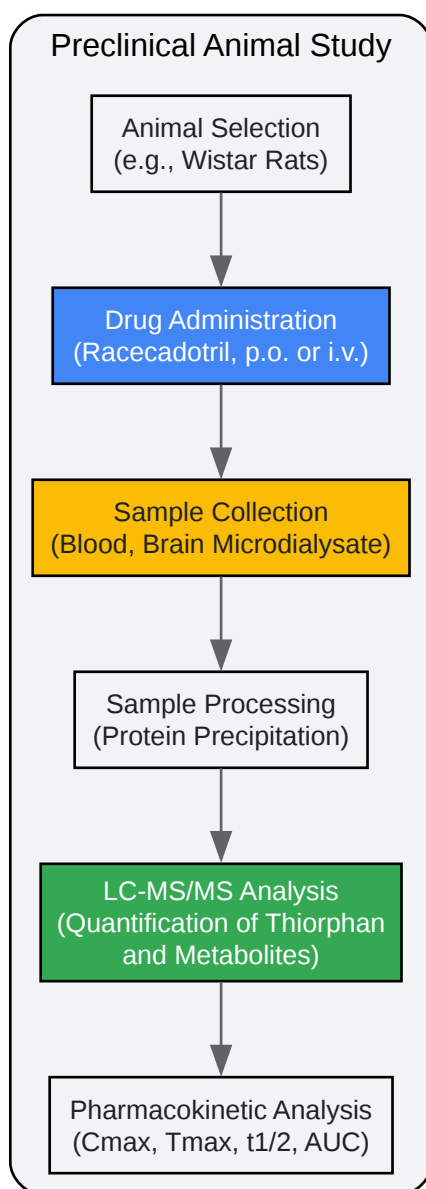 Preclinical Animal Study
Animal Selection
(e.g., Wistar Rats)
Drug Administration
(Racecadotril, p.o. or i.v.)
Sample Collection
(Blood, Brain Microdialysate)
Sample Processing
(Protein Precipitation)
LC-MS/MS Analysis
(Quantification of Thiorphan
and Metabolites)
Pharmacokinetic Analysis
(Cmax, Tmax, t1/2, AUC)